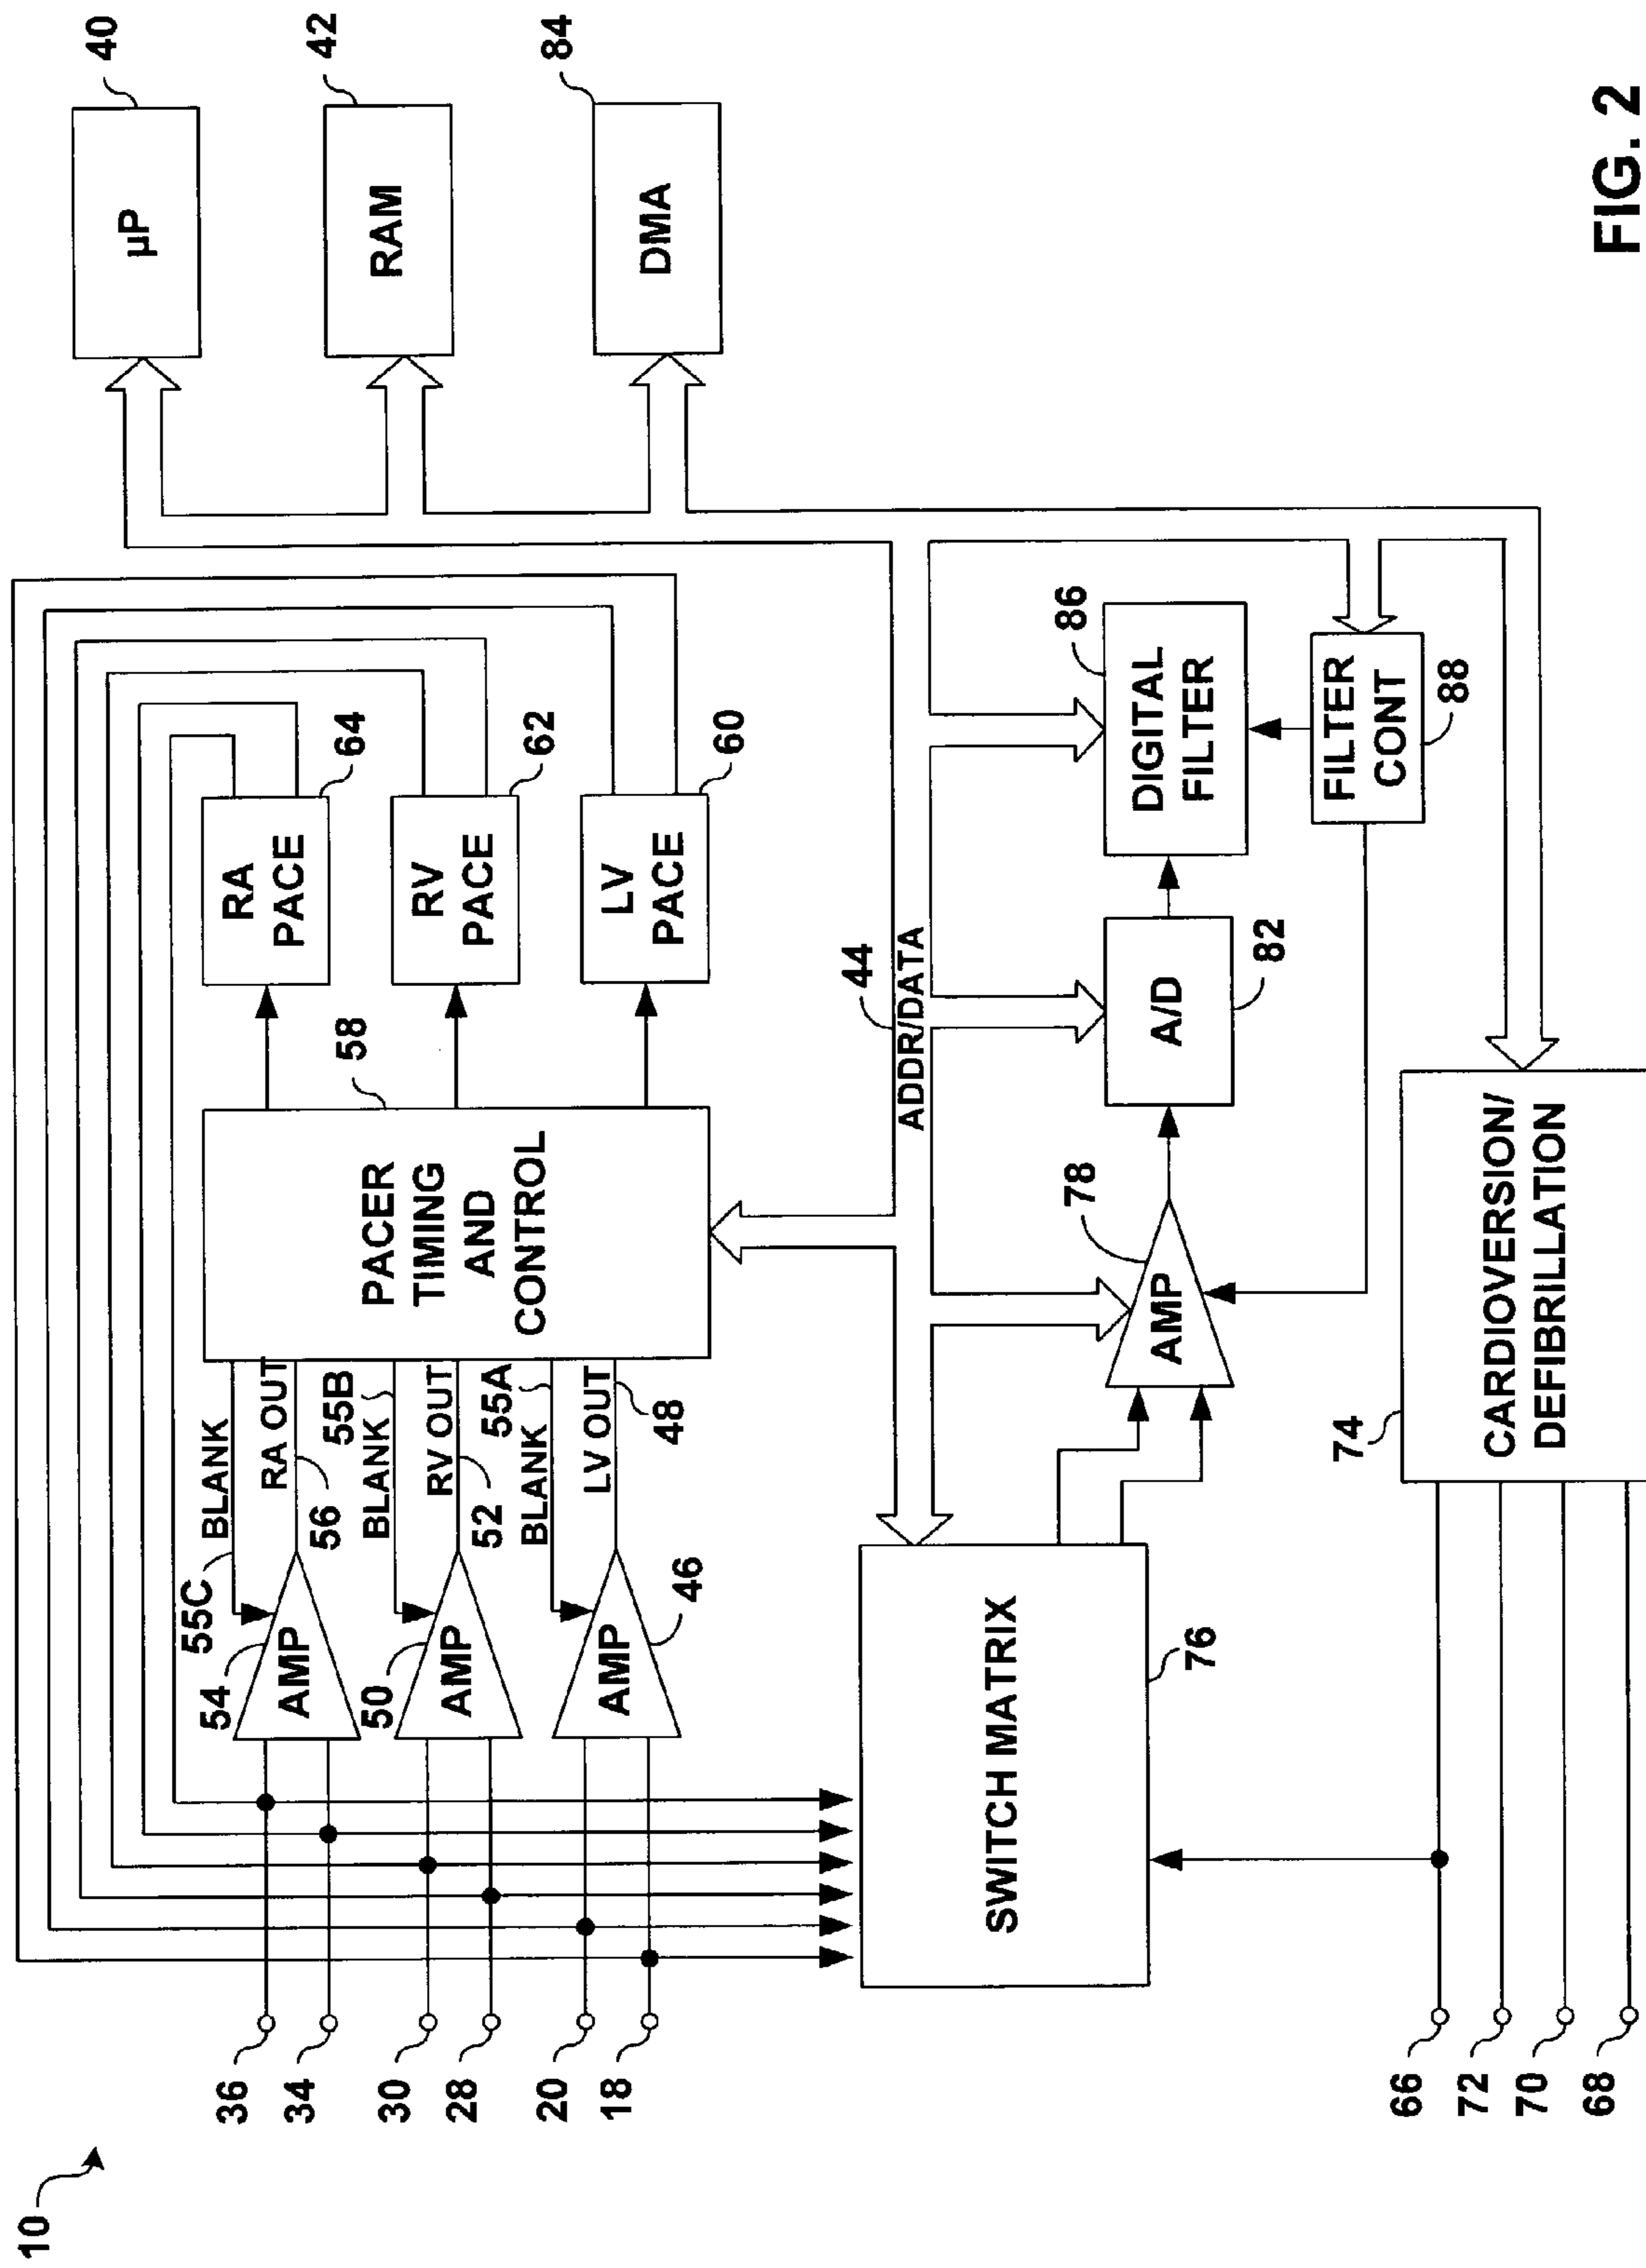 10
36
34
30
28
20
18
54
55C
BLANK
RA OUT
56
AMP
50
BLANK
55B
RV OUT
52
AMP
BLANK
55A
LV OUT
48
AMP
46
PACER
TIMING
AND
CONTROL
58
RA
PACE
64
RV
PACE
62
LV
PACE
60
µP
40
RAM
42
DMA
84
44
ADDR/DATA
SWITCH MATRIX
76
AMP
78
A/D
82
DIGITAL
FILTER
86
FILTER
CONT
88
66
72
70
68
74
CARDIOVERSION/
DEFIBRILLATION
FIG. 2